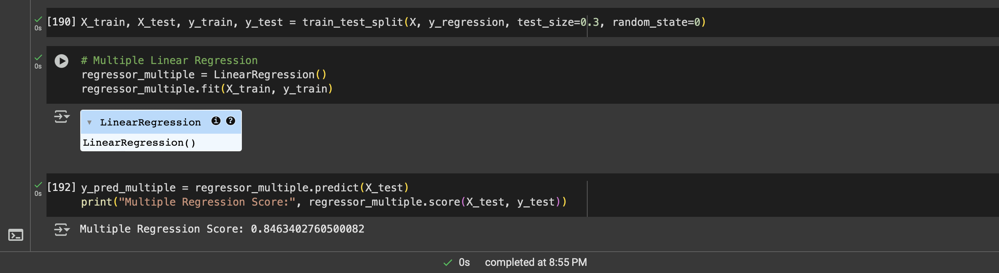 [190] X_train, X_test, y_train, y_test = train_test_split(X, y_regression, test_size=0.3, random_state=0)
0s
# Multiple Linear Regression
0s
regressor_multiple = LinearRegression()
regressor_multiple.fit(X_train, y_train)
▼ LinearRegression i ?
LinearRegression()
[192] y_pred_multiple = regressor_multiple.predict(X_test)
0s
print("Multiple Regression Score:", regressor_multiple.score(X_test, y_test))
Multiple Regression Score: 0.8463402760500082
0s completed at 8:55 PM